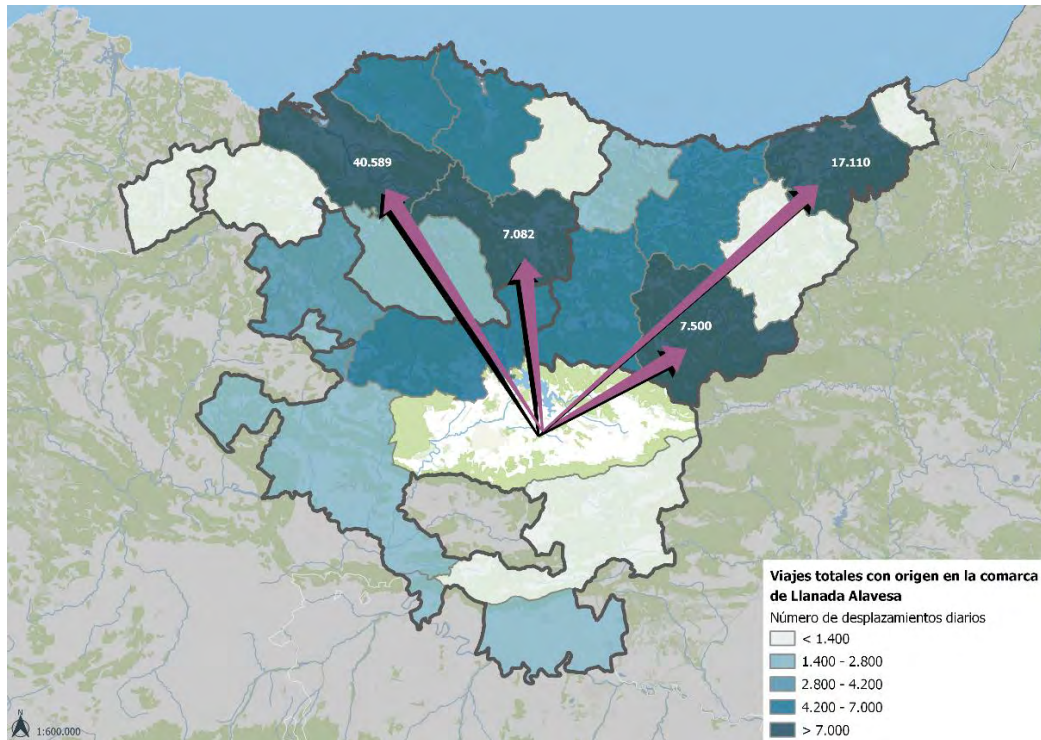 40.589
17.110
7.082
7.500
Viajes totales con origen en la comarca
de Llanada Alavesa
Número de desplazamientos diarios
< 1.400
1.400 - 2.800
2.800 - 4.200
4.200 - 7.000
> 7.000
N
1:600.000